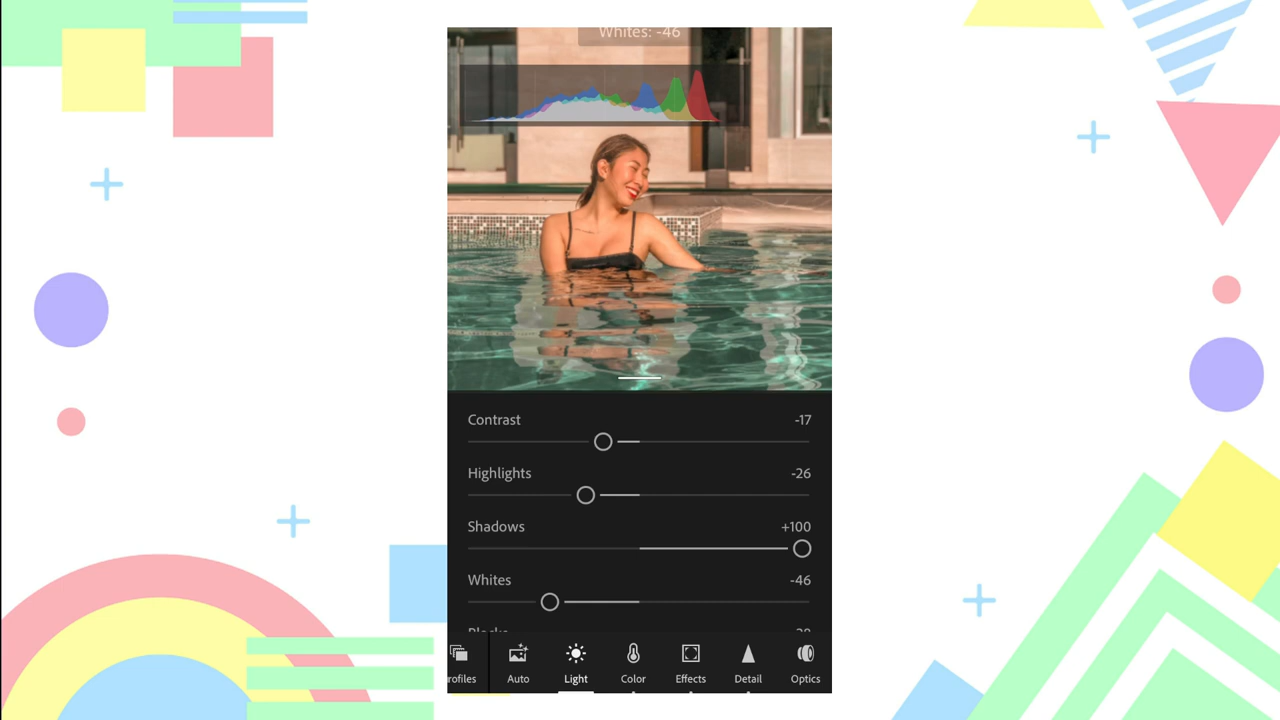 Whites: -46
Contrast -17
Highlights -26
Shadows +100
Whites -46
rofiles Auto Light Color Effects Detail Optics